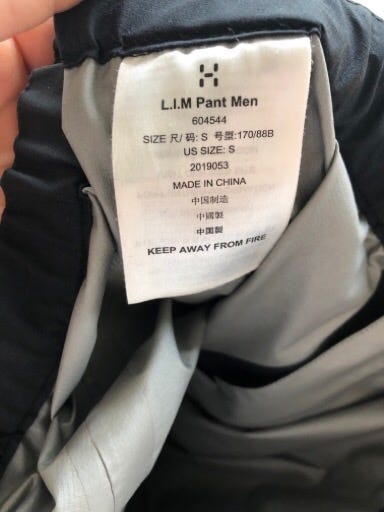 L.I.M Pant Men
604544
SIZE 尺/ 码: S 号型:170/88B
US SIZE: S
2019053
MADE IN CHINA
中国制造
中國製
中国製
KEEP AWAY FROM FIRE